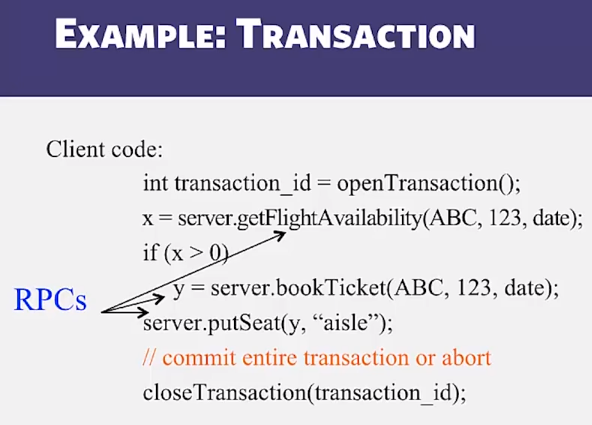 EXAMPLE: TRANSACTION
Client code:
int transaction_id = openTransaction();
x = server.getFlightAvailability(ABC, 123, date);
if (x > 0)
y = server.bookTicket(ABC, 123, date);
RPCs
server.putSeat(y, “aisle”);
// commit entire transaction or abort
closeTransaction(transaction_id);